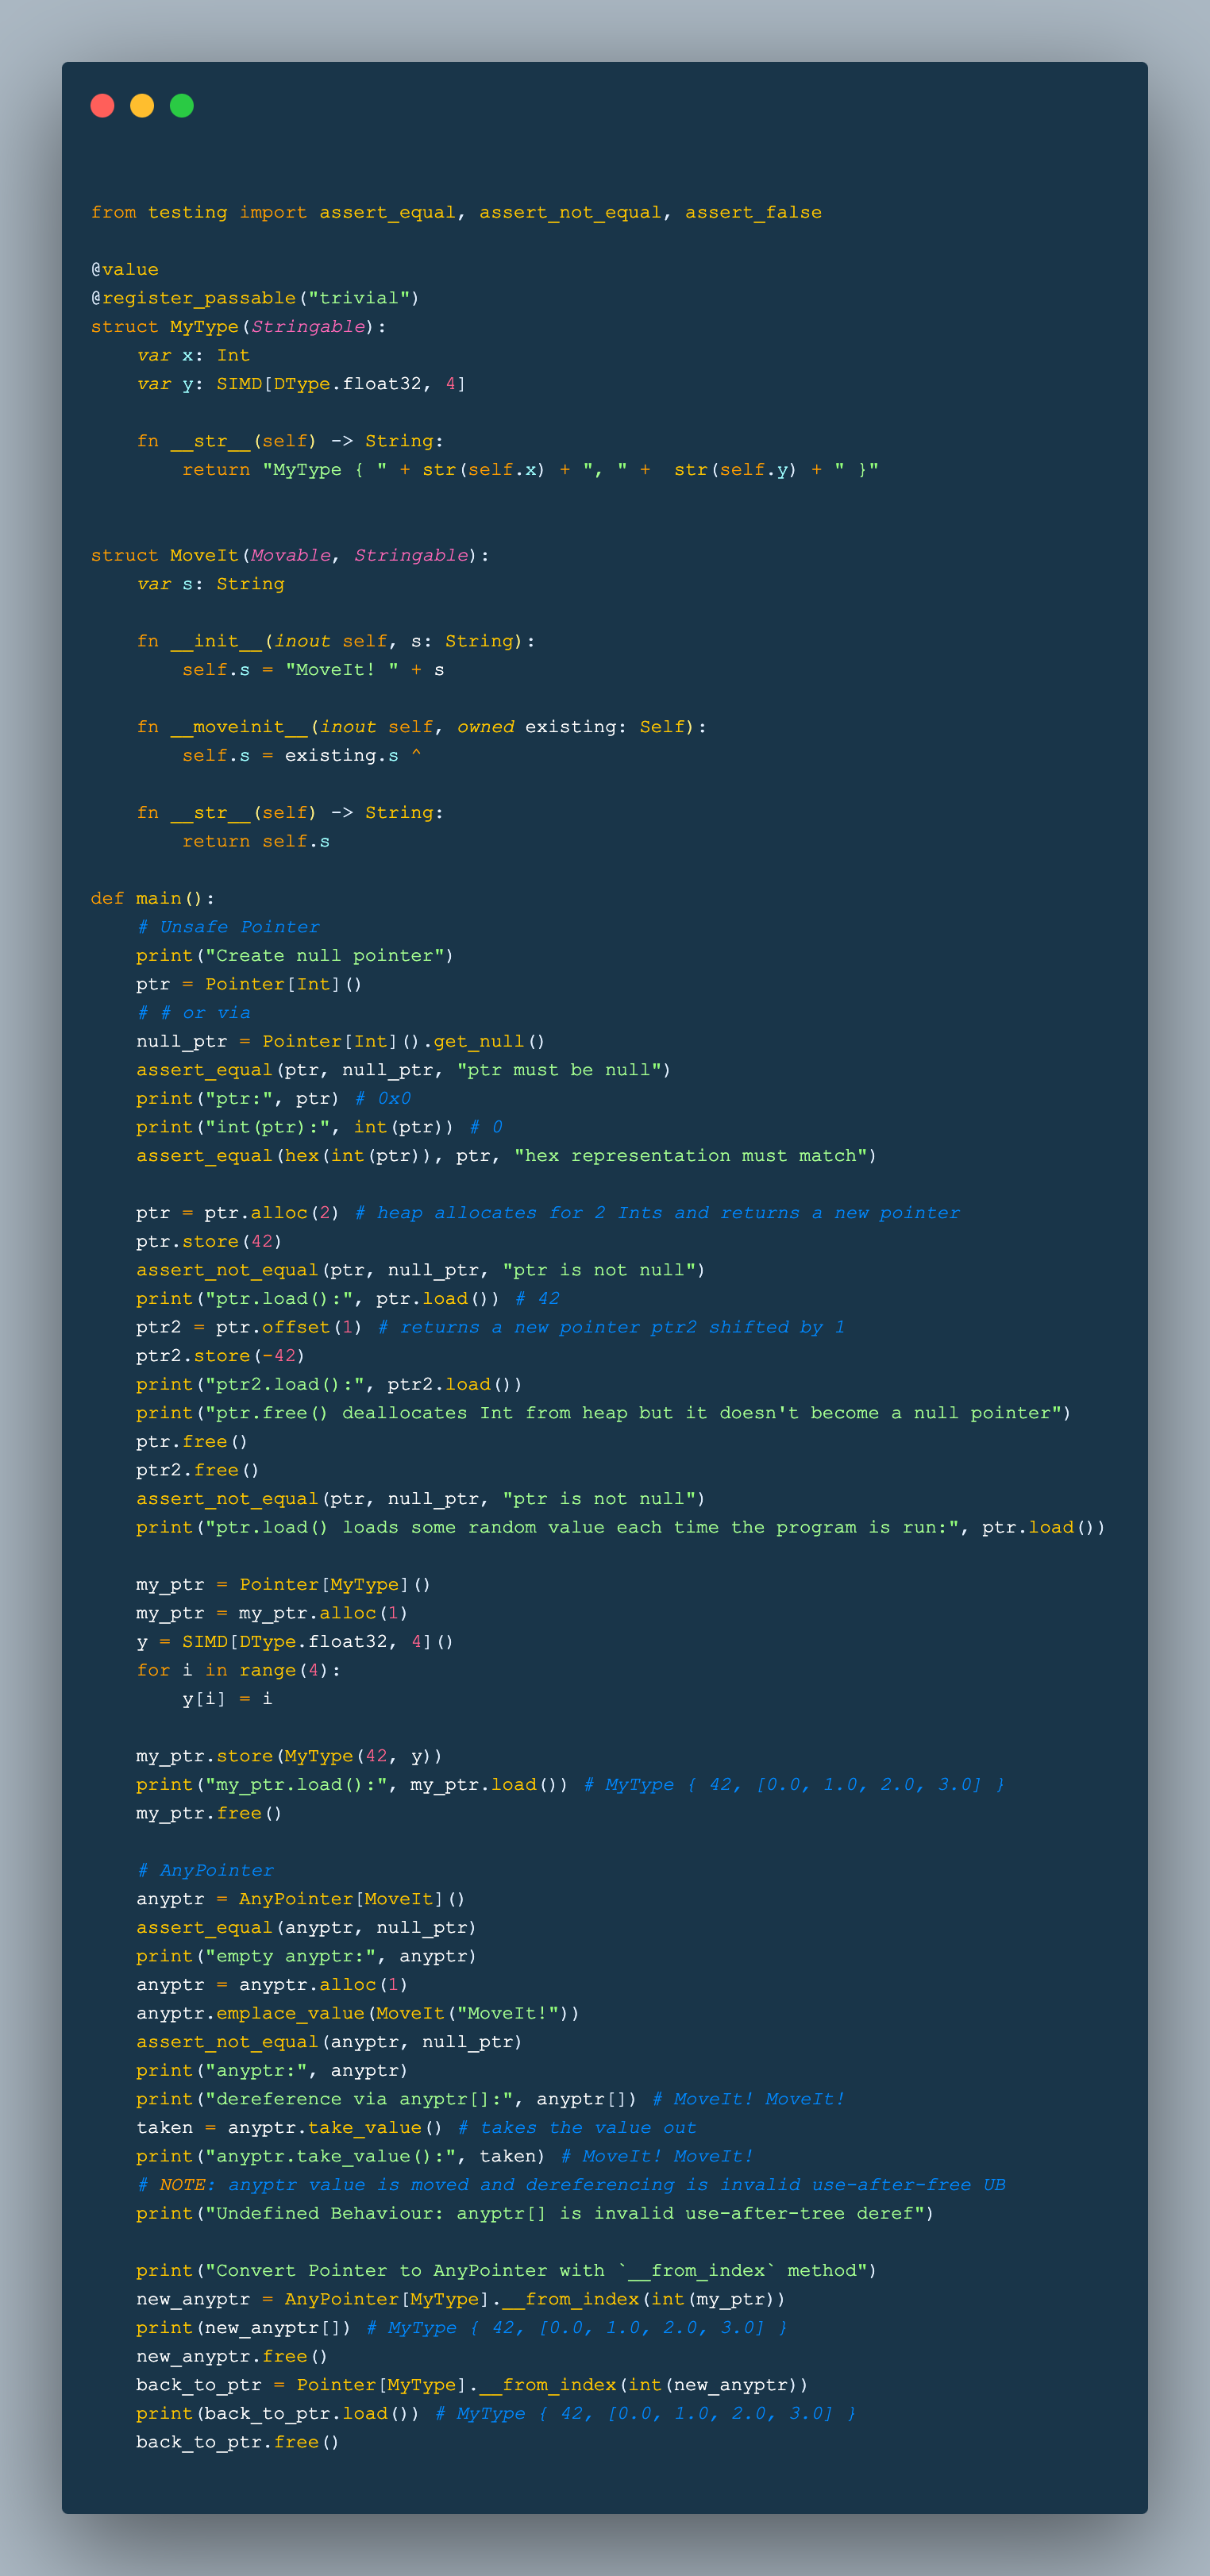 from testing import assert_equal, assert_not_equal, assert_false
@value
@register_passable("trivial")
struct MyType(Stringable):
    var x: Int
    var y: SIMD[DType.float32, 4]
    fn __str__(self) -> String:
        return "MyType { " + str(self.x) + ", " +  str(self.y) + " }"
struct MoveIt(Movable, Stringable):
    var s: String
    fn __init__(inout self, s: String):
        self.s = "MoveIt! " + s
    fn __moveinit__(inout self, owned existing: Self):
        self.s = existing.s ^
    fn __str__(self) -> String:
        return self.s
def main():
    # Unsafe Pointer
    print("Create null pointer")
    ptr = Pointer[Int]()
    # # or via
    null_ptr = Pointer[Int]().get_null()
    assert_equal(ptr, null_ptr, "ptr must be null")
    print("ptr:", ptr) # 0x0
    print("int(ptr):", int(ptr)) # 0
    assert_equal(hex(int(ptr)), ptr, "hex representation must match")
    ptr = ptr.alloc(2) # heap allocates for 2 Ints and returns a new pointer
    ptr.store(42)
    assert_not_equal(ptr, null_ptr, "ptr is not null")
    print("ptr.load():", ptr.load()) # 42
    ptr2 = ptr.offset(1) # returns a new pointer ptr2 shifted by 1
    ptr2.store(-42)
    print("ptr2.load():", ptr2.load())
    print("ptr.free() deallocates Int from heap but it doesn't become a null pointer")
    ptr.free()
    ptr2.free()
    assert_not_equal(ptr, null_ptr, "ptr is not null")
    print("ptr.load() loads some random value each time the program is run:", ptr.load())
    my_ptr = Pointer[MyType]()
    my_ptr = my_ptr.alloc(1)
    y = SIMD[DType.float32, 4]()
    for i in range(4):
        y[i] = i
    my_ptr.store(MyType(42, y))
    print("my_ptr.load():", my_ptr.load()) # MyType { 42, [0.0, 1.0, 2.0, 3.0] }
    my_ptr.free()
    # AnyPointer
    anyptr = AnyPointer[MoveIt]()
    assert_equal(anyptr, null_ptr)
    print("empty anyptr:", anyptr)
    anyptr = anyptr.alloc(1)
    anyptr.emplace_value(MoveIt("MoveIt!"))
    assert_not_equal(anyptr, null_ptr)
    print("anyptr:", anyptr)
    print("dereference via anyptr[]:", anyptr[]) # MoveIt! MoveIt!
    taken = anyptr.take_value() # takes the value out
    print("anyptr.take_value():", taken) # MoveIt! MoveIt!
    # NOTE: anyptr value is moved and dereferencing is invalid use-after-free UB
    print("Undefined Behaviour: anyptr[] is invalid use-after-tree deref")
    print("Convert Pointer to AnyPointer with `__from_index` method")
    new_anyptr = AnyPointer[MyType].__from_index(int(my_ptr))
    print(new_anyptr[]) # MyType { 42, [0.0, 1.0, 2.0, 3.0] }
    new_anyptr.free()
    back_to_ptr = Pointer[MyType].__from_index(int(new_anyptr))
    print(back_to_ptr.load()) # MyType { 42, [0.0, 1.0, 2.0, 3.0] }
    back_to_ptr.free()